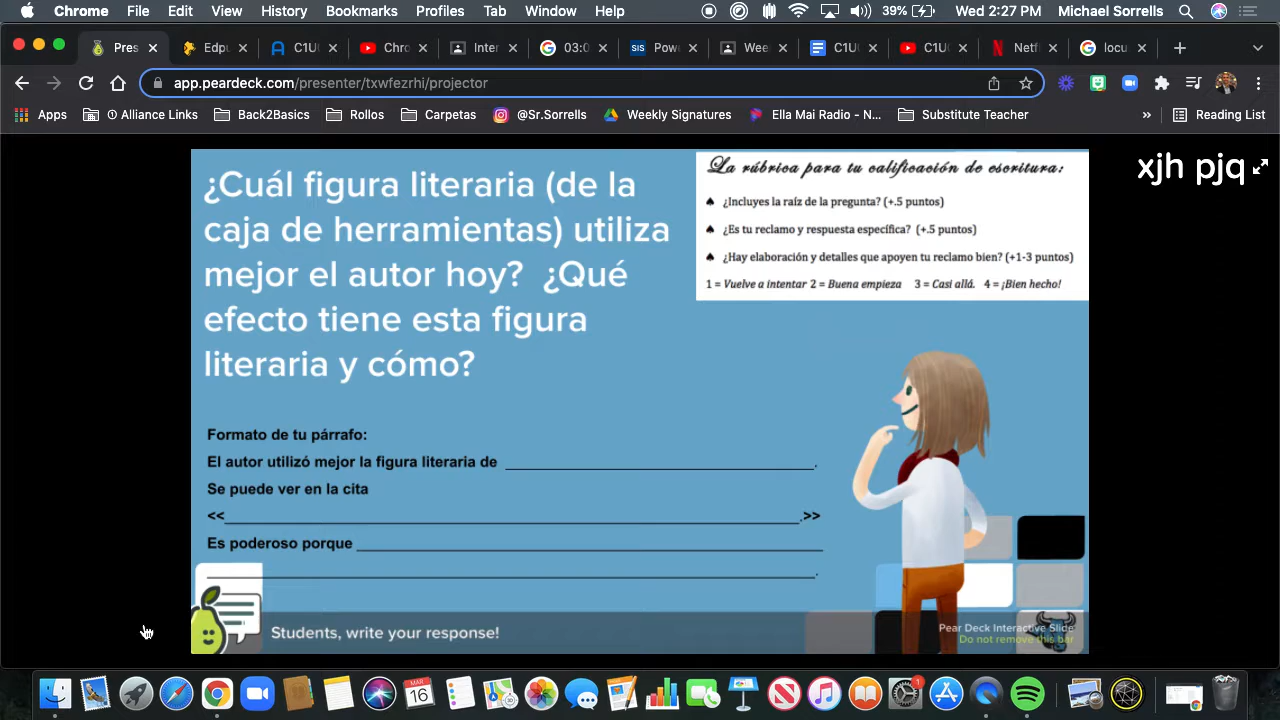 Chrome File Edit View History Bookmarks Profiles Tab Window Help 39% Wed 2:27 PM Michael Sorrells
Pres Edpu C1U Chro Inter 03:0 Powe Wee C1U C1U Netfl locu
app.peardeck.com/presenter/txwfezrhi/projector
Apps Alliance Links Back2Basics Rollos Carpetas @Sr.Sorrells Weekly Signatures Ella Mai Radio - N... Substitute Teacher » Reading List
xjh pjq
¿Cuál figura literaria (de la
caja de herramientas) utiliza
mejor el autor hoy? ¿Qué
efecto tiene esta figura
literaria y cómo?
La rúbrica para tu calificación de escritura:
¿Incluyes la raíz de la pregunta? (+.5 puntos)
¿Es tu reclamo y respuesta específica? (+.5 puntos)
¿Hay elaboración y detalles que apoyen tu reclamo bien? (+1-3 puntos)
1 = Vuelve a intentar 2 = Buena empieza 3 = Casi allá. 4 = ¡Bien hecho!
Formato de tu párrafo:
El autor utilizó mejor la figura literaria de ______.
Se puede ver en la cita
<<______.>>
Es poderoso porque ______
______.
Students, write your response!
Pear Deck Interactive Slide
Do not remove this bar
MAR
16
1